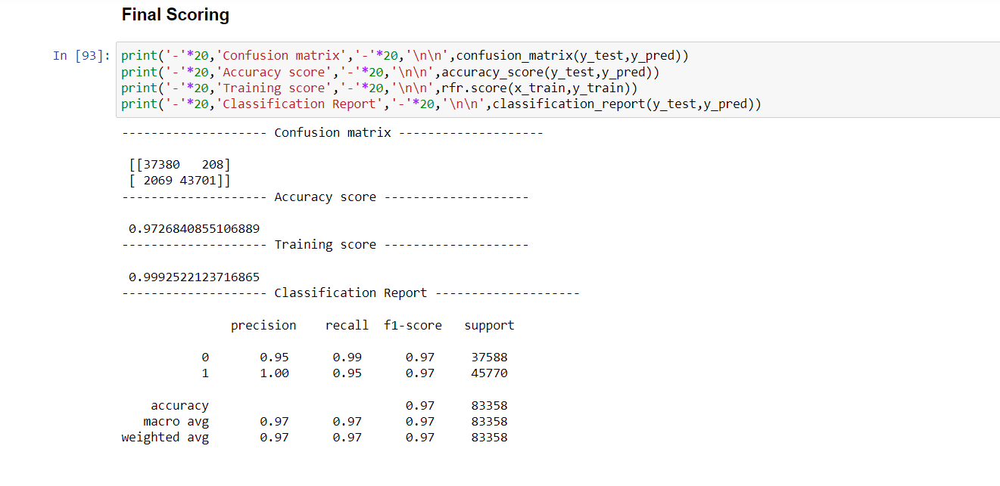 Final Scoring
In [93]: print('-'*20,'Confusion matrix','-'*20,'\n\n',confusion_matrix(y_test,y_pred))
print('-'*20,'Accuracy score','-'*20,'\n\n',accuracy_score(y_test,y_pred))
print('-'*20,'Training score','-'*20,'\n\n',rfr.score(x_train,y_train))
print('-'*20,'Classification Report','-'*20,'\n\n',classification_report(y_test,y_pred))
-------------------- Confusion matrix --------------------
[[37380   208]
[ 2069 43701]]
-------------------- Accuracy score --------------------
0.9726840855106889
-------------------- Training score --------------------
0.9992522123716865
-------------------- Classification Report --------------------
precision    recall  f1-score   support
0       0.95      0.99      0.97     37588
1       1.00      0.95      0.97     45770
accuracy                           0.97     83358
macro avg       0.97      0.97      0.97     83358
weighted avg       0.97      0.97      0.97     83358